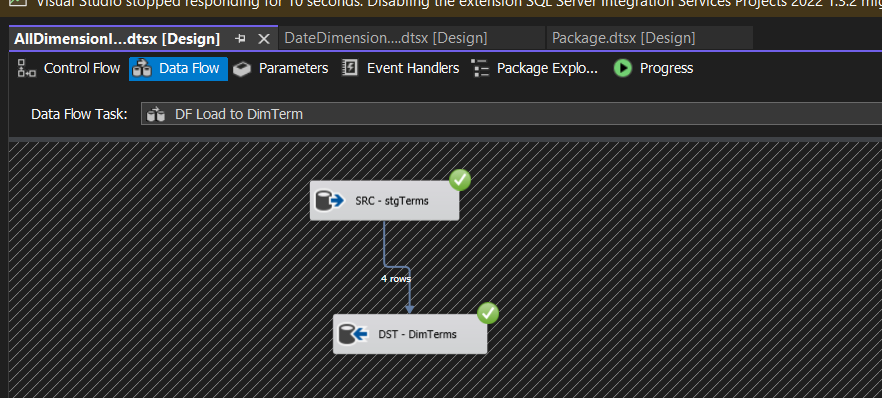 Visual Studio stopped responding for 10 seconds. Disabling the extension SQL Server Integration Services Projects 2022 1.5.2 mig
AllDimensionI...dtsx [Design]
DateDimension....dtsx [Design]
Package.dtsx [Design]
Control Flow
Data Flow
Parameters
Event Handlers
Package Explo...
Progress
Data Flow Task:
DF Load to DimTerm
SRC - stgTerms
4 rows
DST - DimTerms